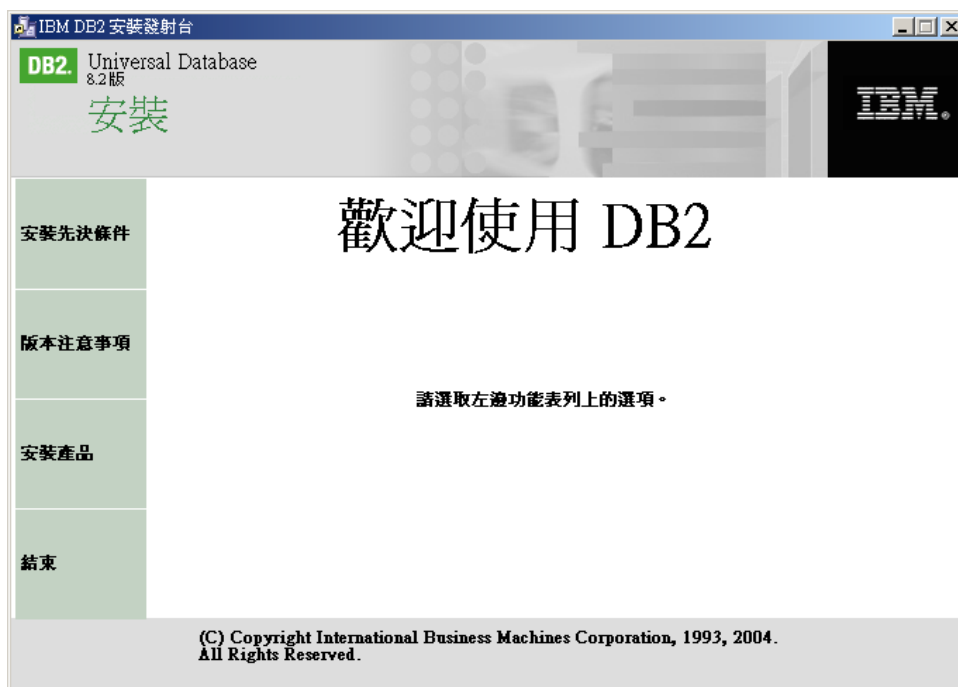 IBM DB2 安裝發射台
DB2.
Universal Database
8.2版
安裝
IBM®
安裝先決條件
歡迎使用 DB2
版本注意事項
請選取左邊功能表列上的選項。
安裝產品
結束
(C) Copyright International Business Machines Corporation, 1993, 2004.
All Rights Reserved.